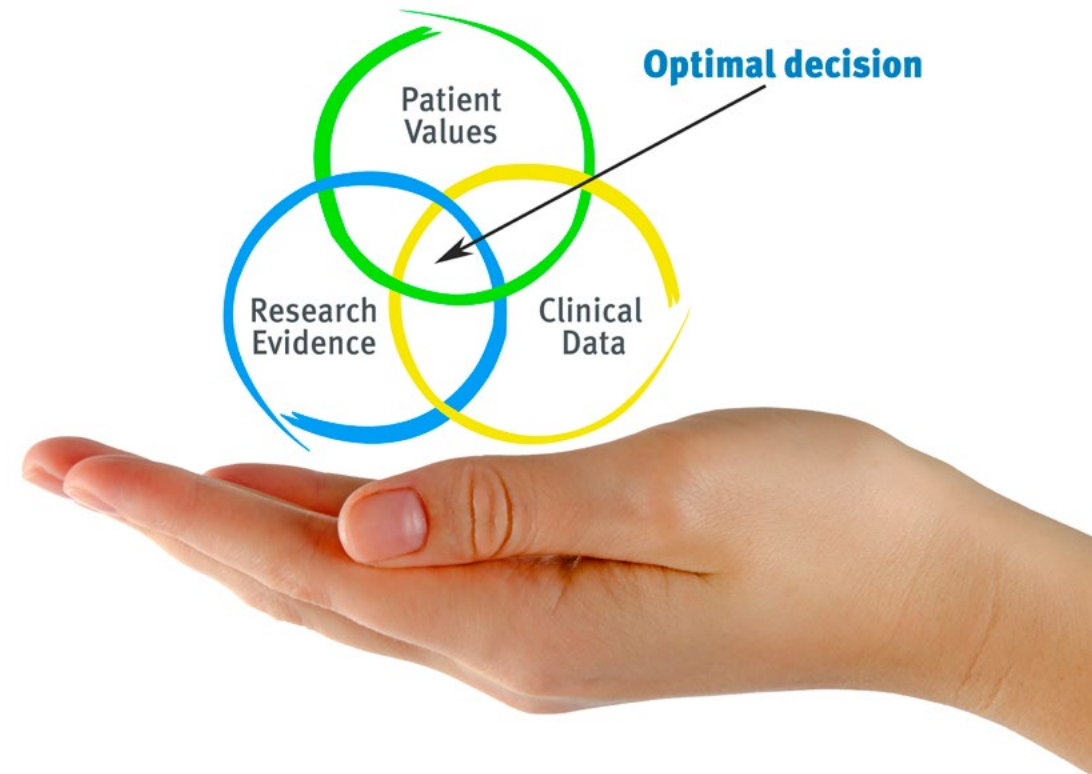 Optimal decision
Patient
Values
Research
Evidence
Clinical
Data